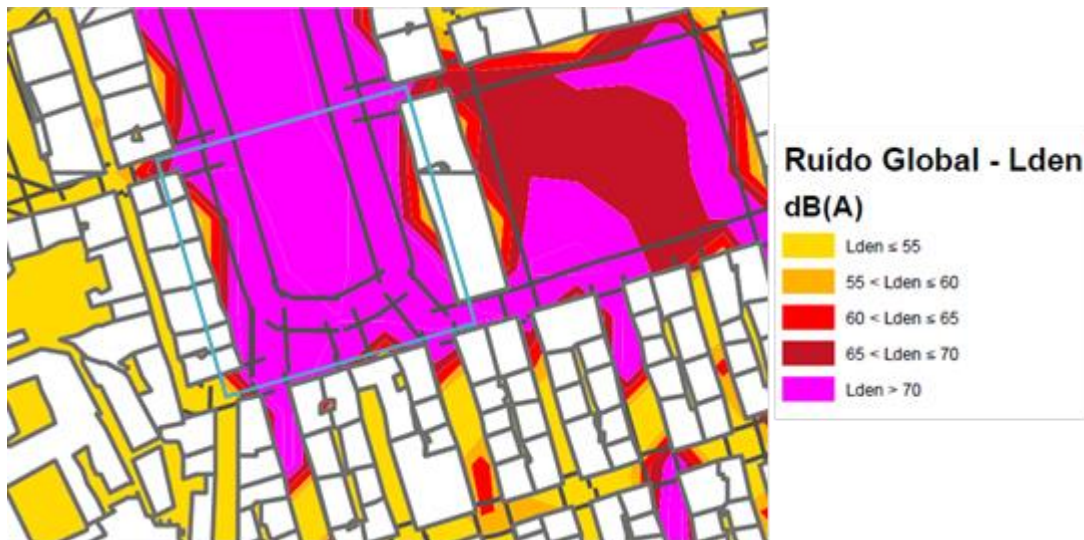 Ruído Global - Lden
dB(A)
Lden ≤ 55
55 < Lden ≤ 60
60 < Lden ≤ 65
65 < Lden ≤ 70
Lden > 70